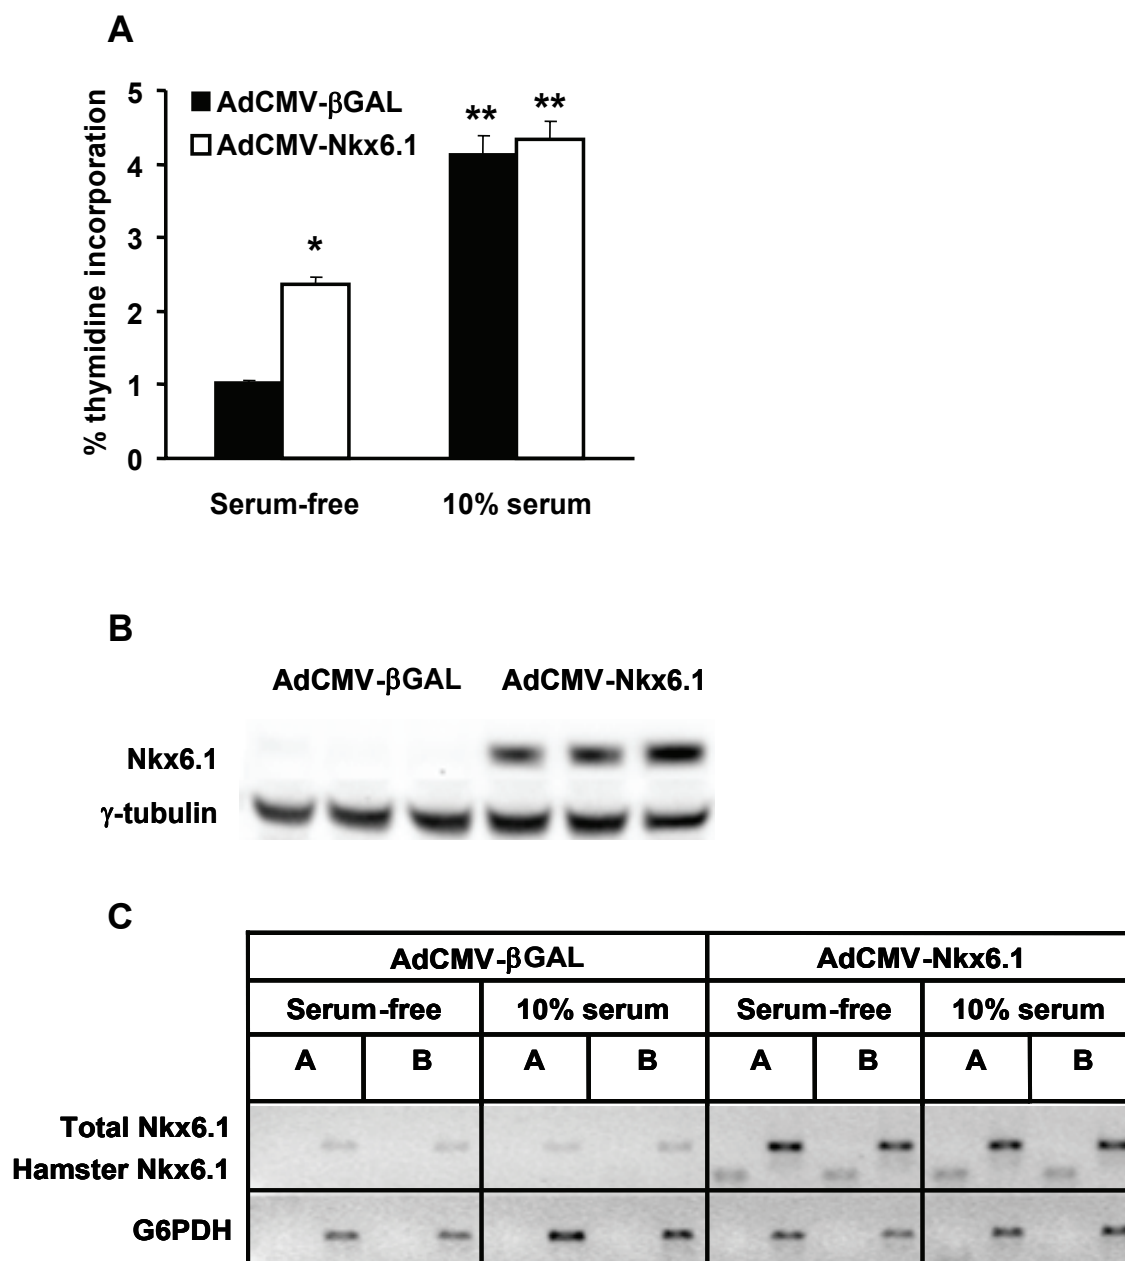 A
5
4
3
2
1
0
% thymidine incorporation
AdCMV-βGAL
AdCMV-Nkx6.1
*
**
**
Serum-free
10% serum
B
AdCMV-βGAL
AdCMV-Nkx6.1
Nkx6.1
γ-tubulin
C
AdCMV-βGAL
AdCMV-Nkx6.1
Serum-free
10% serum
Serum-free
10% serum
A
B
A
B
A
B
A
B
Total Nkx6.1
Hamster Nkx6.1
G6PDH